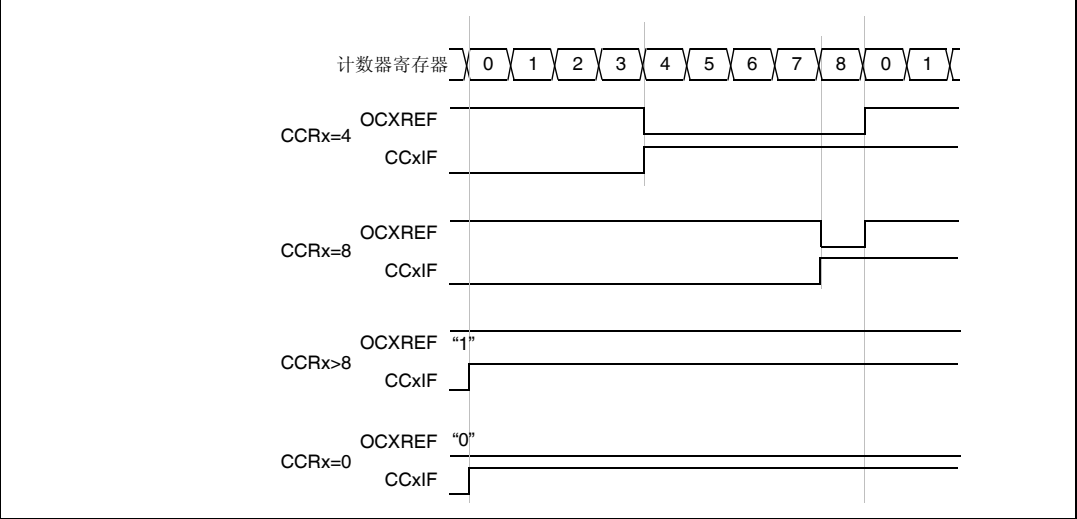 计数器寄存器 0 1 2 3 4 5 6 7 8 0 1
OCXREF
CCRx=4
CCxIF
OCXREF
CCRx=8
CCxIF
OCXREF “1”
CCRx>8
CCxIF
OCXREF “0”
CCRx=0
CCxIF